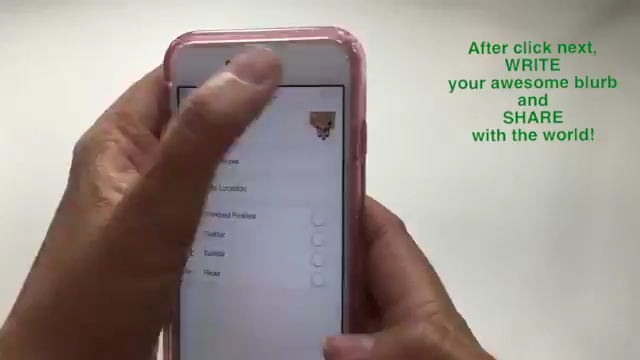 After click next,
WRITE
your awesome blurb
and
SHARE
with the world!
Location
Twitter
Tumblr
Flickr